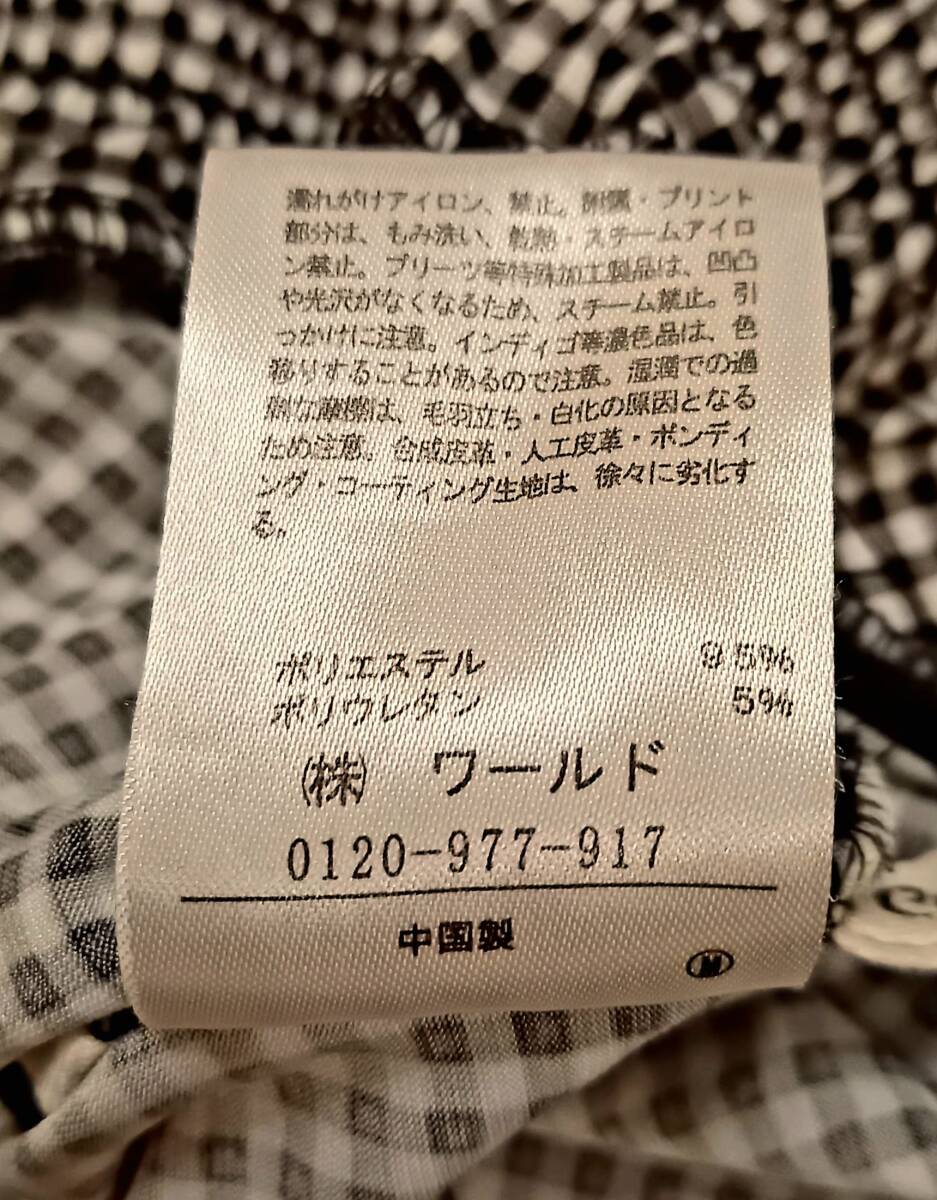 濡れがけアイロン、禁止。刺繍・プリント
部分は、もみ洗い、乾熱・スチームアイロ
ン禁止。プリーツ等特殊加工製品は、凹凸
や光沢がなくなるため、スチーム禁止。引
っかけに注意。インディゴ等濃色品は、色
移りすることがあるので注意。湿潤での過
度な摩擦は、毛羽立ち・白化の原因となる
ため注意。合成皮革・人工皮革・ボンディ
ング・コーティング生地は、徐々に劣化す
る。
ポリエステル 95%
ポリウレタン 5%
㈱ ワールド
0120-977-917
中国製
M